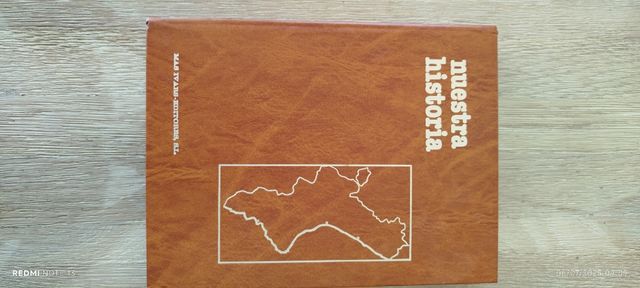 nuestra
historia
MAS IVARS - EDITORES, S.L.
REDMI NOTE 13